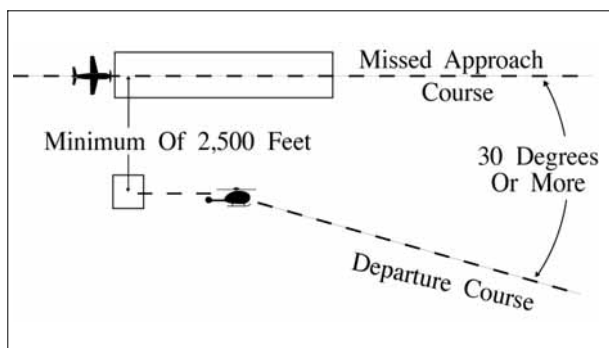 Missed Approach
Course
Minimum Of 2,500 Feet
30 Degrees
Or More
Departure Course